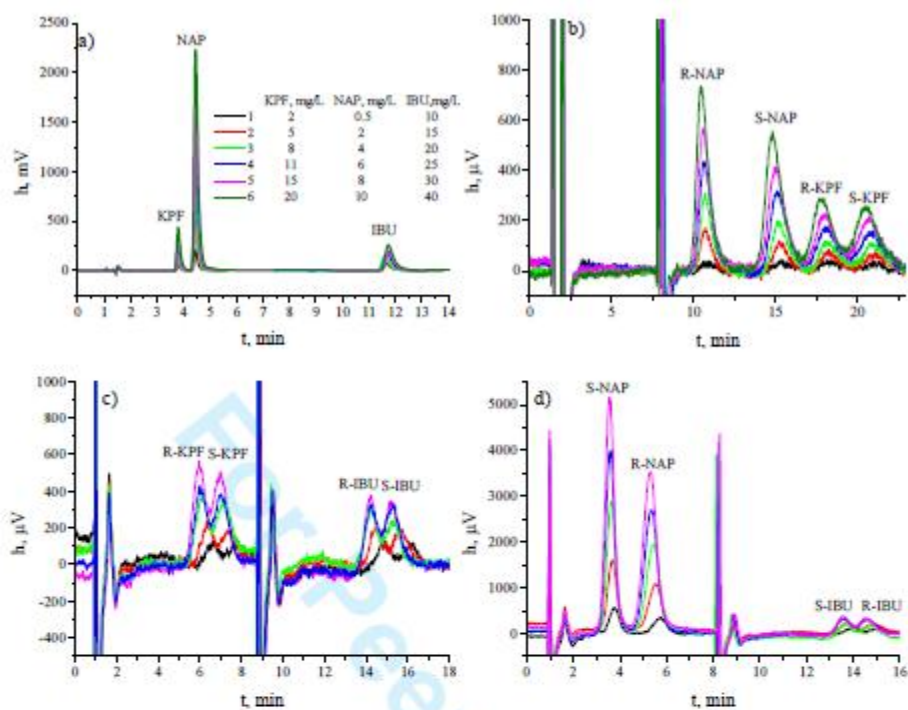 a)
NAP
KPF, mg/L NAP, mg/L IBU,mg/L
1 2 0.5 10
2 5 2 15
3 8 4 20
4 11 6 25
5 15 8 30
6 20 10 40
KPF
IBU
h, mV
2500
2000
1500
1000
500
0
0 1 2 3 4 5 6 7 8 9 10 11 12 13 14
t, min
b)
R-NAP
S-NAP
R-KPF
S-KPF
h, μV
1000
800
600
400
200
0
0 5 10 15 20
t, min
c)
R-KPF S-KPF
R-IBU S-IBU
h, μV
1000
800
600
400
200
0
-200
-400
0 2 4 6 8 10 12 14 16 18
t, min
d)
S-NAP
R-NAP
S-IBU R-IBU
h, μV
5000
4000
3000
2000
1000
0
0 2 4 6 8 10 12 14 16
t, min
For Pee